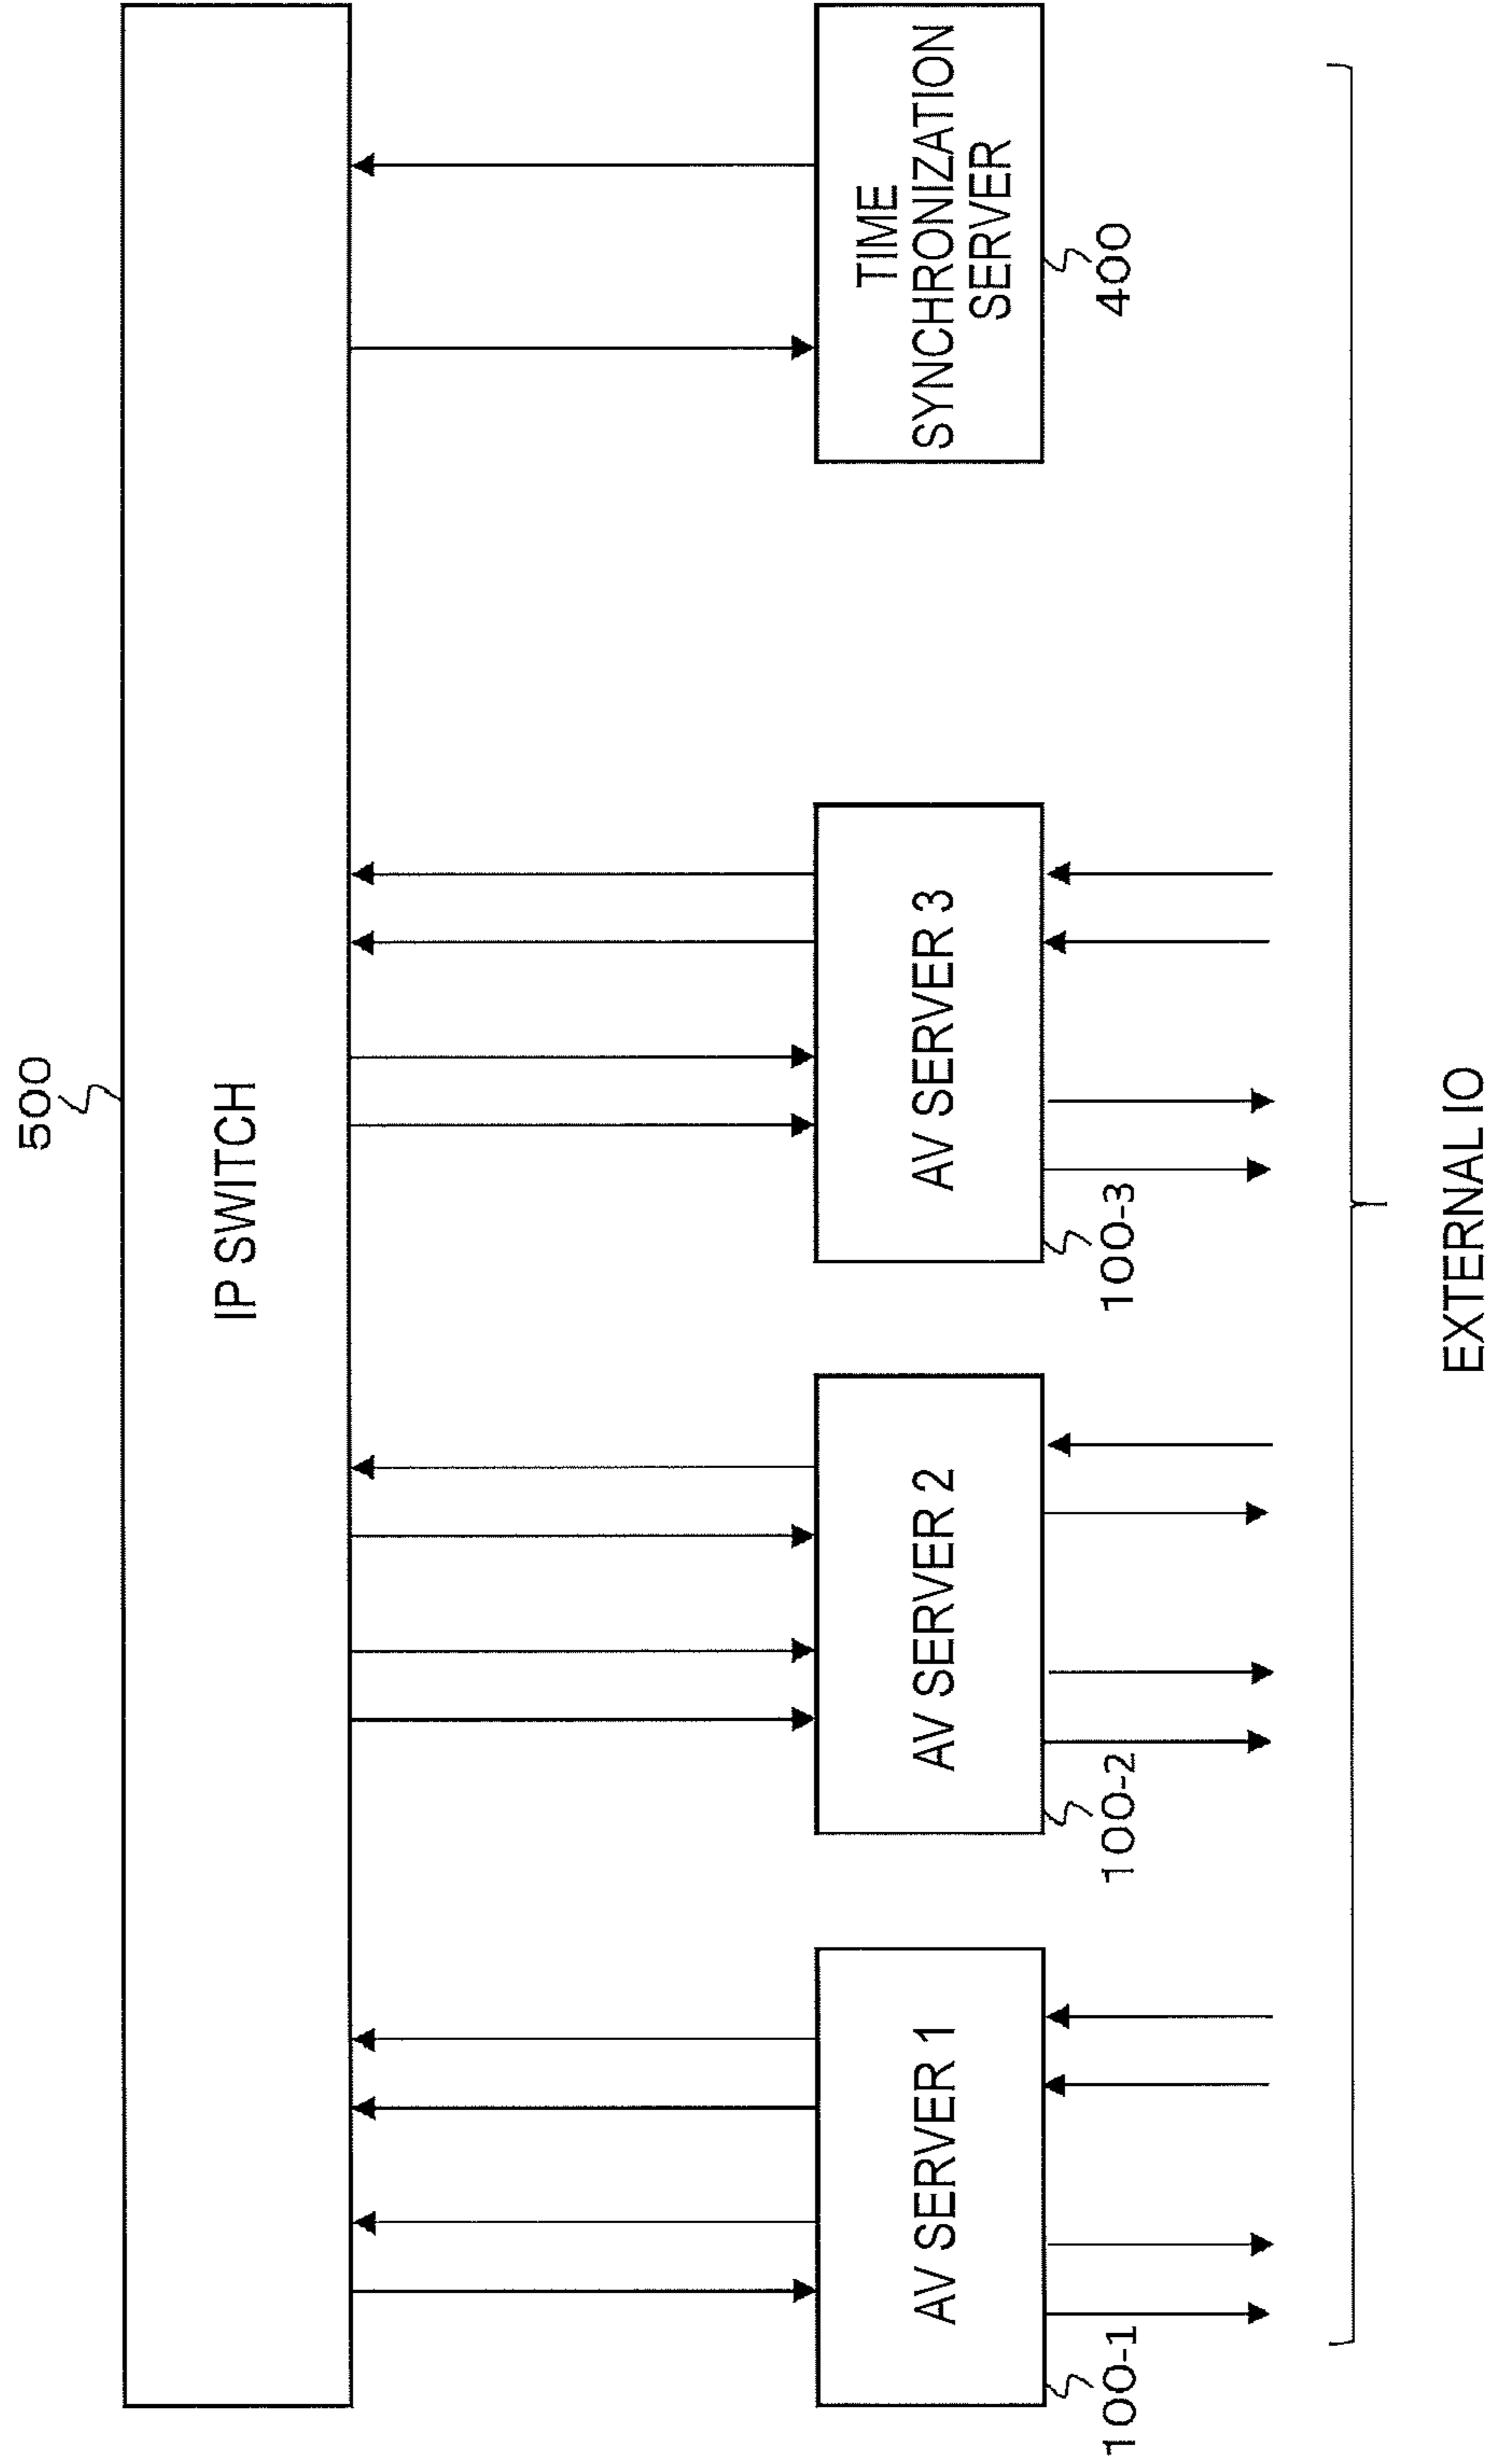 500
IP SWITCH
AV SERVER 1
AV SERVER 2
AV SERVER 3
TIME
SYNCHRONIZATION
SERVER
100-1
100-2
100-3
400
EXTERNAL IO